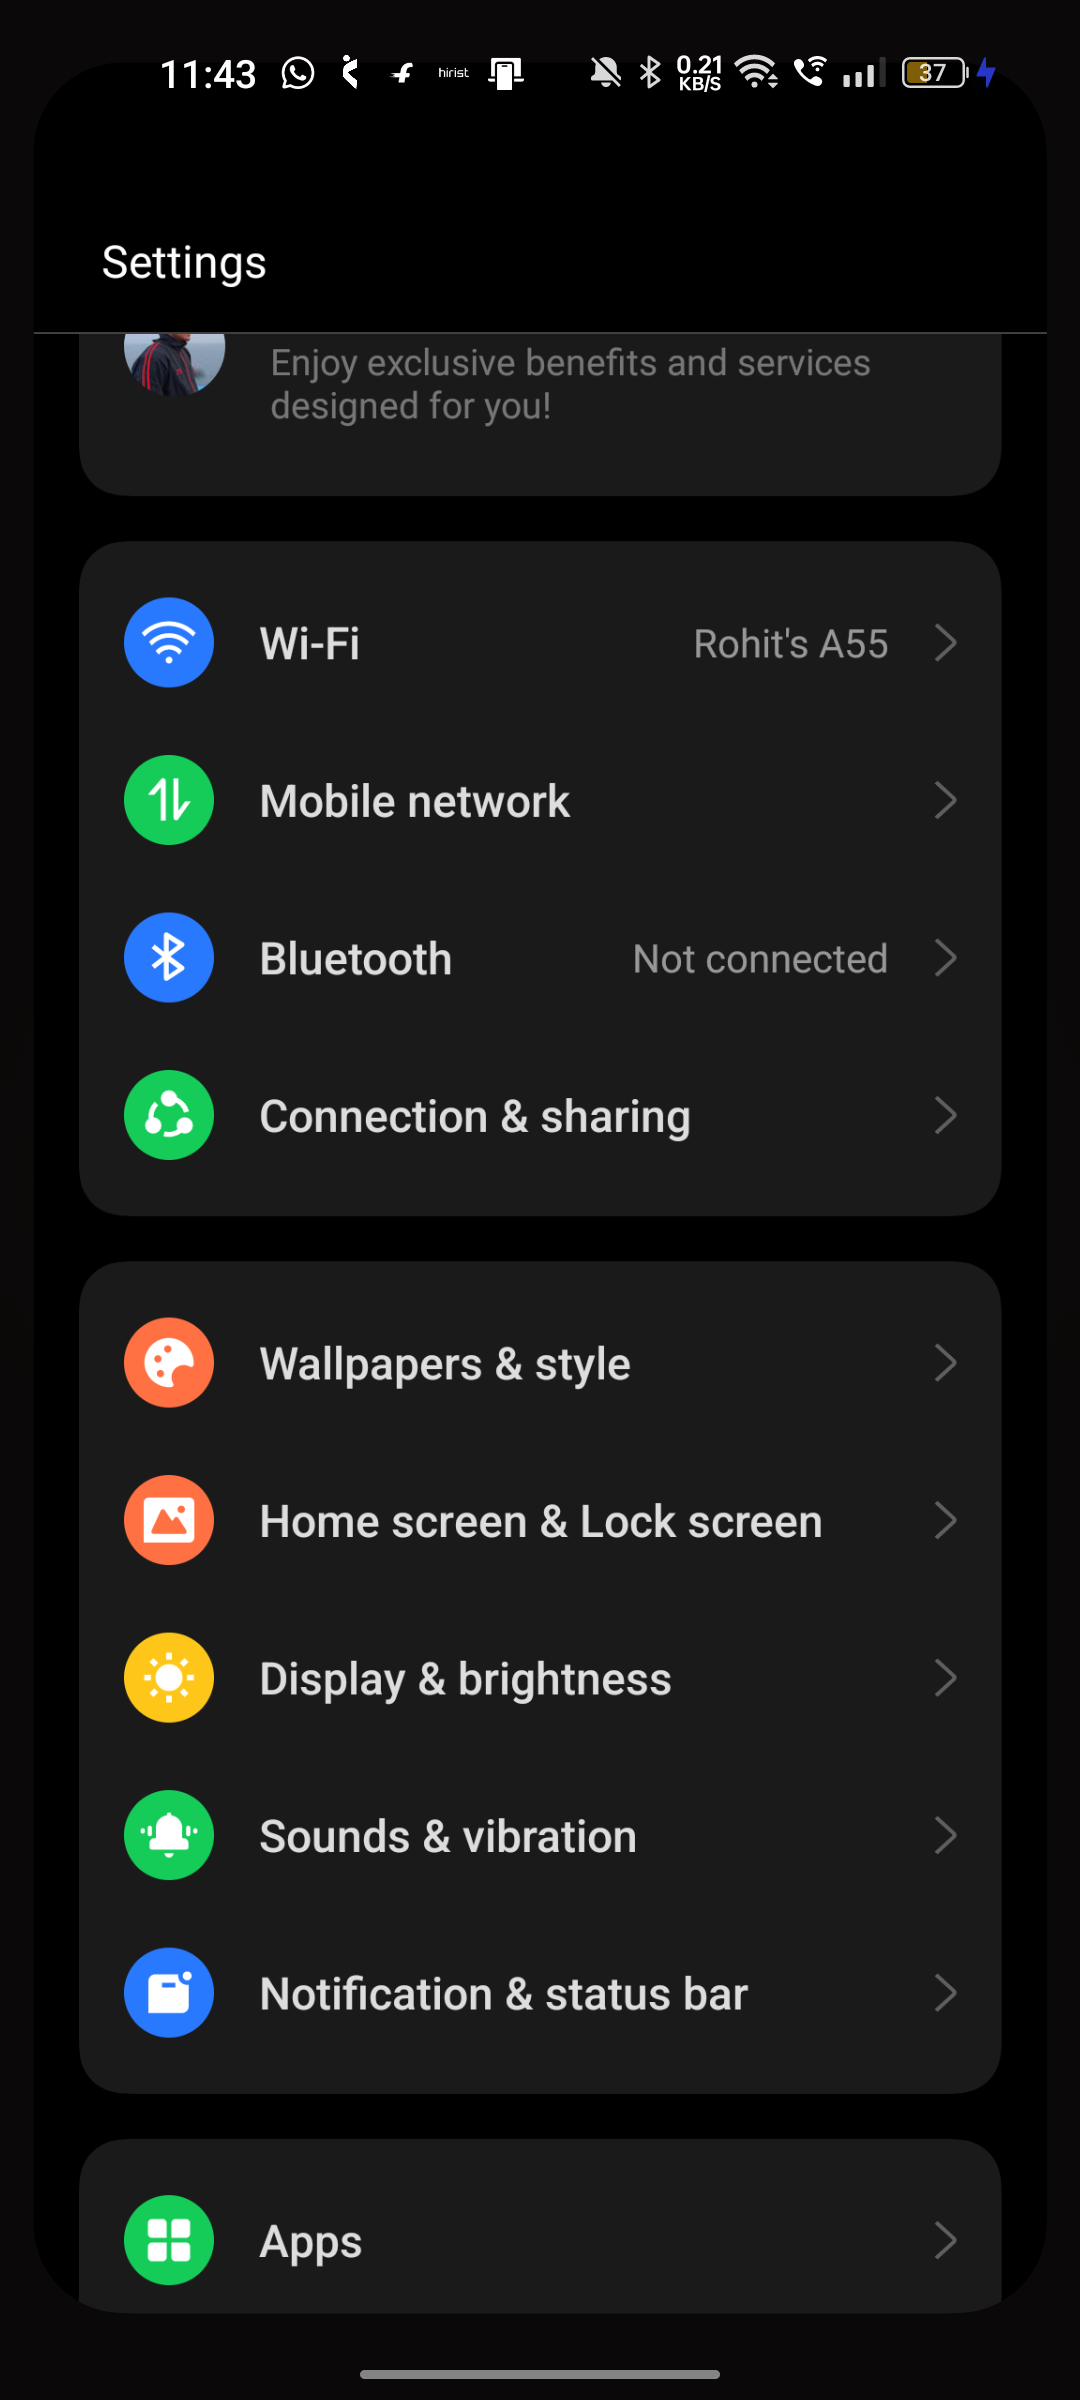 11:43 hirist 0.21 KB/S 37
Settings
Enjoy exclusive benefits and services
designed for you!
Wi-Fi Rohit's A55
Mobile network
Bluetooth Not connected
Connection & sharing
Wallpapers & style
Home screen & Lock screen
Display & brightness
Sounds & vibration
Notification & status bar
Apps